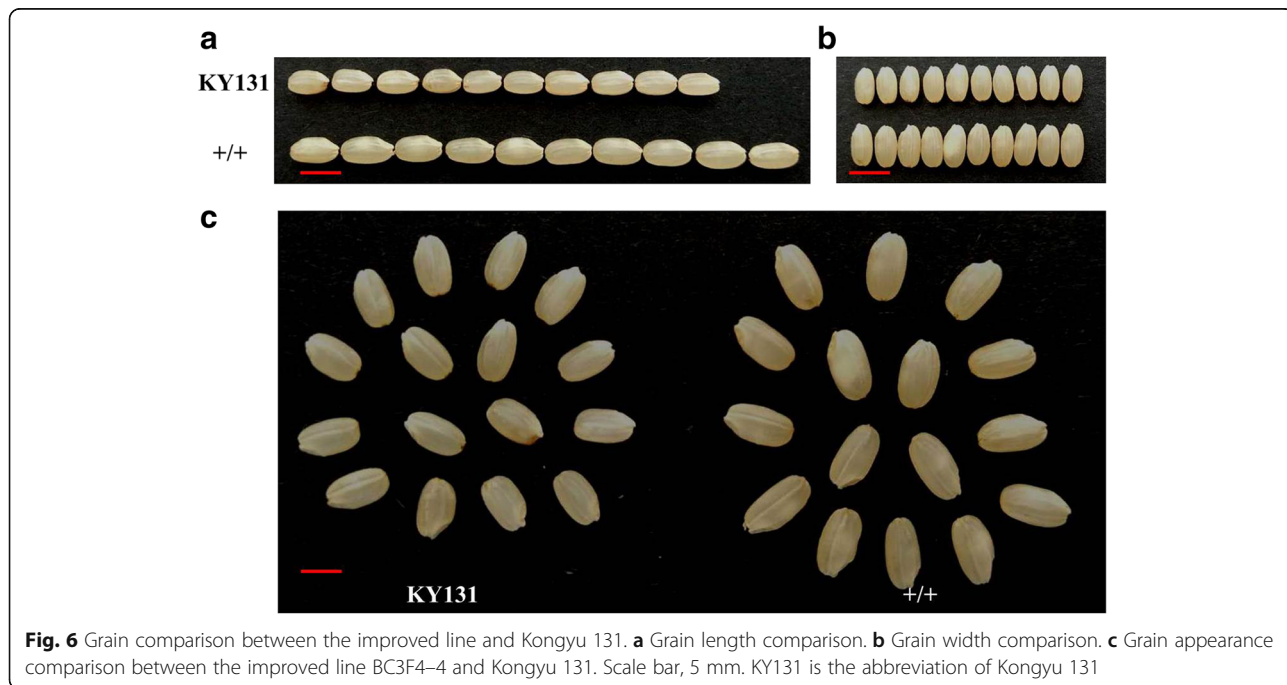 a
b
KY131
+/+
c
KY131
+/+
Fig. 6 Grain comparison between the improved line and Kongyu 131. a Grain length comparison. b Grain width comparison. c Grain appearance
comparison between the improved line BC3F4–4 and Kongyu 131. Scale bar, 5 mm. KY131 is the abbreviation of Kongyu 131